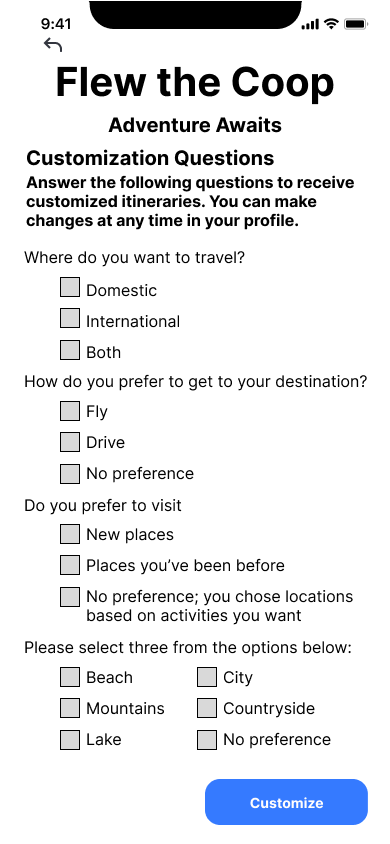 9:41
Flew the Coop
Adventure Awaits
Customization Questions
Answer the following questions to receive
customized itineraries. You can make
changes at any time in your profile.
Where do you want to travel?
Domestic
International
Both
How do you prefer to get to your destination?
Fly
Drive
No preference
Do you prefer to visit
New places
Places you’ve been before
No preference; you chose locations
based on activities you want
Please select three from the options below:
Beach City
Mountains Countryside
Lake No preference
Customize